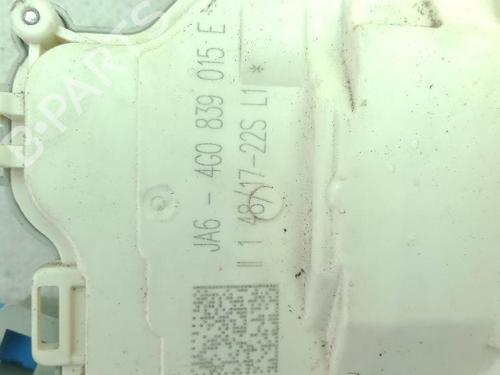 JA6 - 4G0 839 015 E
II 1 48/17-22S L1 *
B-PARTS